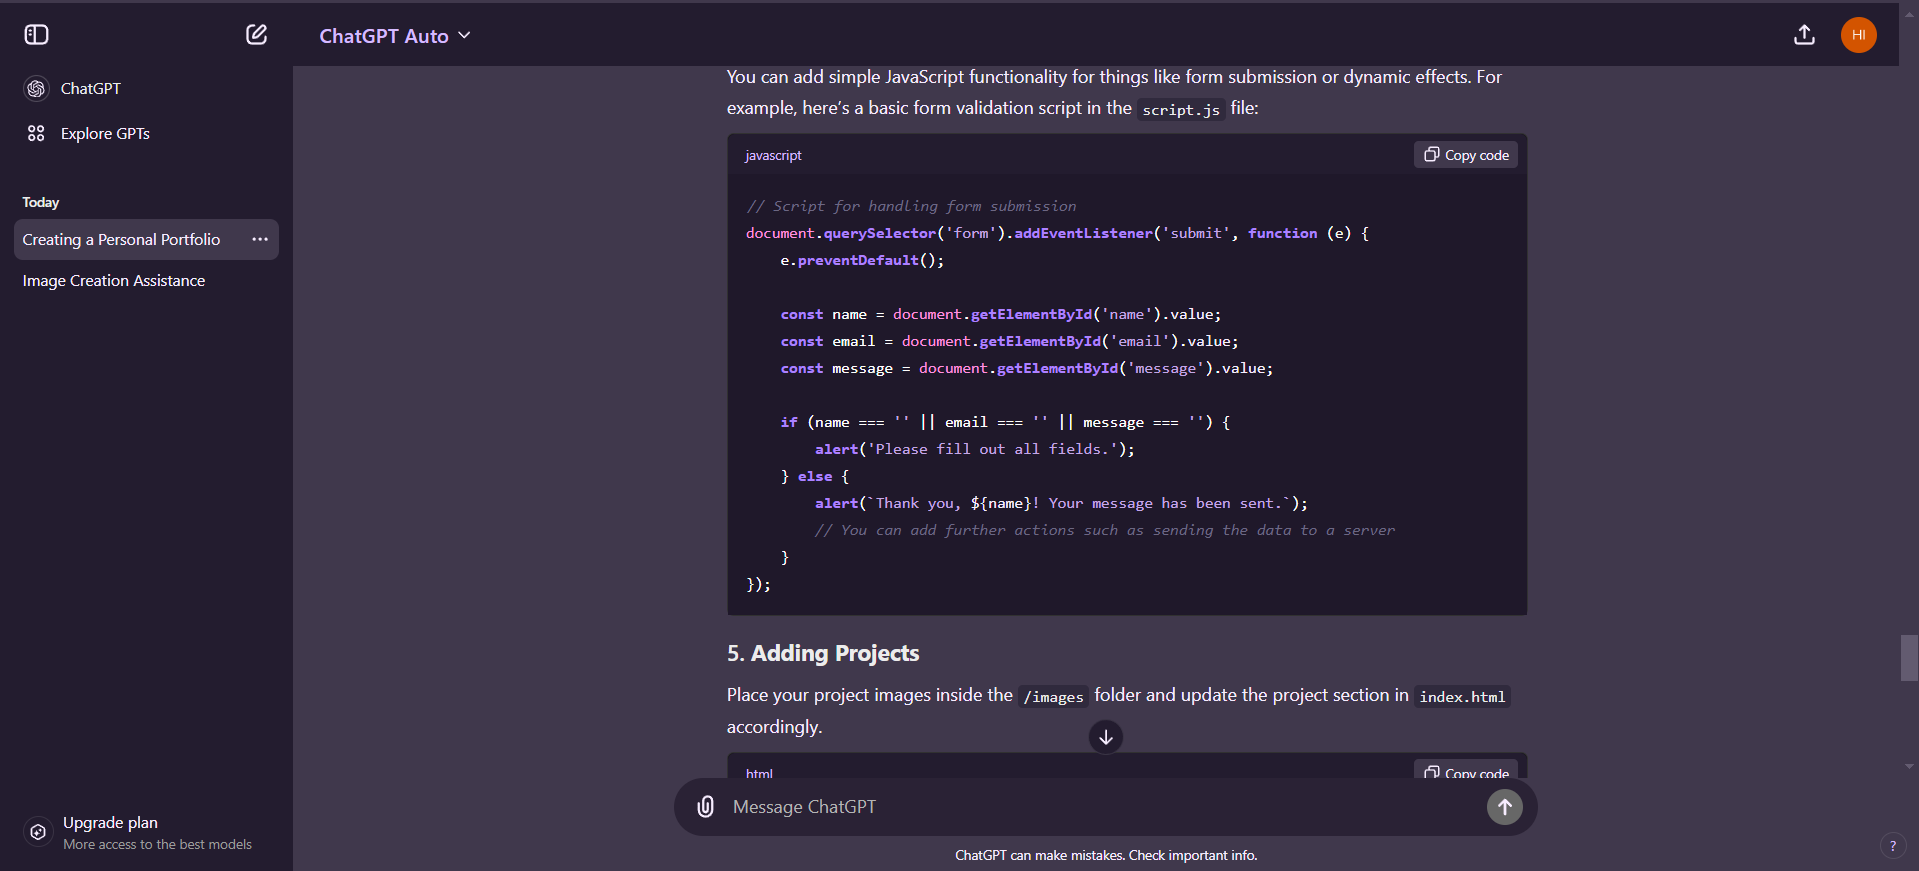 ChatGPT Auto
HI
ChatGPT
Explore GPTs
Today
Creating a Personal Portfolio
Image Creation Assistance
Upgrade plan
More access to the best models
You can add simple JavaScript functionality for things like form submission or dynamic effects. For
example, here’s a basic form validation script in the script.js file:
javascript
Copy code
// Script for handling form submission
document.querySelector('form').addEventListener('submit', function (e) {
    e.preventDefault();
    const name = document.getElementById('name').value;
    const email = document.getElementById('email').value;
    const message = document.getElementById('message').value;
    if (name === '' || email === '' || message === '') {
        alert('Please fill out all fields.');
    } else {
        alert(`Thank you, ${name}! Your message has been sent.`);
        // You can add further actions such as sending the data to a server
    }
});
5. Adding Projects
Place your project images inside the /images folder and update the project section in index.html
accordingly.
html
Copy code
Message ChatGPT
ChatGPT can make mistakes. Check important info.
?